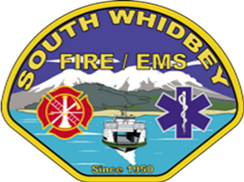 SOUTH WHIDBEY
FIRE / EMS
Since 1950